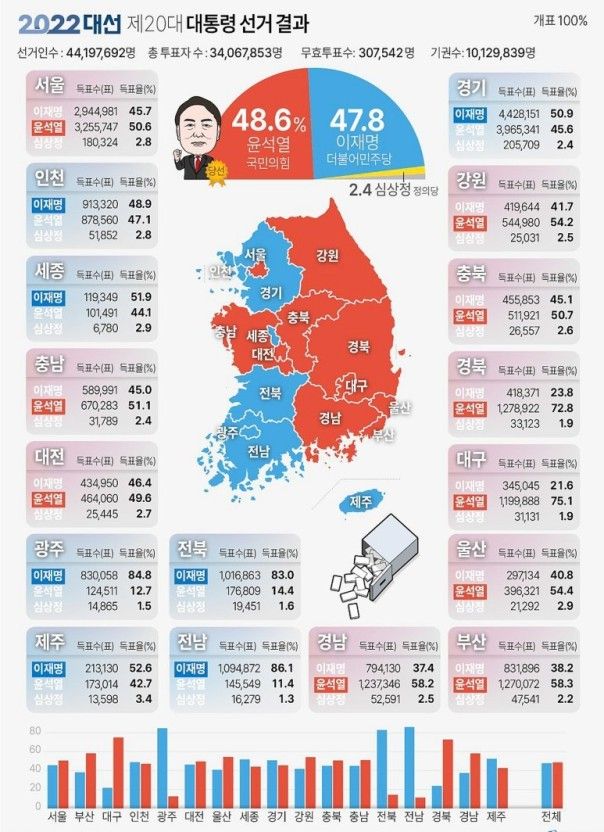 2022 대선 제20대 대통령 선거 결과
개표 100%
선거인수 : 44,197,692명 총 투표자 수 : 34,067,853명 무효투표수: 307,542 명 기권수: 10,129,839명
서울 득표수(표) 득표율(%)
이재명 2,944,981 45.7
윤석열 3,255,747 50.6
심상정 180,324 2.8
48.6%
윤석열
국민의힘
당선
47.8
이재명
더불어민주당
2.4 심상정 정의당
경기 득표수(표) 득표율(%)
이재명 4,428,151 50.9
윤석열 3,965,341 45.6
심상정 205,709 2.4
인천 득표수(표) 득표율(%)
이재명 913,320 48.9
윤석열 878,560 47.1
심상정 51,852 2.8
강원 득표수(표) 득표율(%)
이재명 419,644 41.7
윤석열 544,980 54.2
심상정 25,031 2.5
세종 득표수(표) 득표율(%)
이재명 119,349 51.9
윤석열 101,491 44.1
심상정 6,780 2.9
충북 득표수(표) 득표율(%)
이재명 455,853 45.1
윤석열 511,921 50.7
심상정 26,557 2.6
충남 득표수(표) 득표율(%)
이재명 589,991 45.0
윤석열 670,283 51.1
심상정 31,789 2.4
경북 득표수(표) 득표율(%)
이재명 418,371 23.8
윤석열 1,278,922 72.8
심상정 33,123 1.9
대전 득표수(표) 득표율(%)
이재명 434,950 46.4
윤석열 464,060 49.6
심상정 25,445 2.7
대구 득표수(표) 득표율(%)
이재명 345,045 21.6
윤석열 1,199,888 75.1
심상정 31,131 1.9
서울
강원
인천
경기
충북
충남
세종
대전
경북
전북
대구
울산
경남
광주
부산
전남
제주
광주 득표수(표) 득표율(%)
이재명 830,058 84.8
윤석열 124,511 12.7
심상정 14,865 1.5
전북 득표수(표) 득표율(%)
이재명 1,016,863 83.0
윤석열 176,809 14.4
심상정 19,451 1.6
울산 득표수(표) 득표율(%)
이재명 297,134 40.8
윤석열 396,321 54.4
심상정 21,292 2.9
제주 득표수(표) 득표율(%)
이재명 213,130 52.6
윤석열 173,014 42.7
심상정 13,598 3.4
전남 득표수(표) 득표율(%)
이재명 1,094,872 86.1
윤석열 145,549 11.4
심상정 16,279 1.3
경남 득표수(표) 득표율(%)
이재명 794,130 37.4
윤석열 1,237,346 58.2
심상정 52,591 2.5
부산 득표수(표) 득표율(%)
이재명 831,896 38.2
윤석열 1,270,072 58.3
심상정 47,541 2.2
80
60
40
20
0
서울 부산 대구 인천 광주 대전 울산 세종 경기 강원 충북 충남 전북 전남 경북 경남 제주 전체